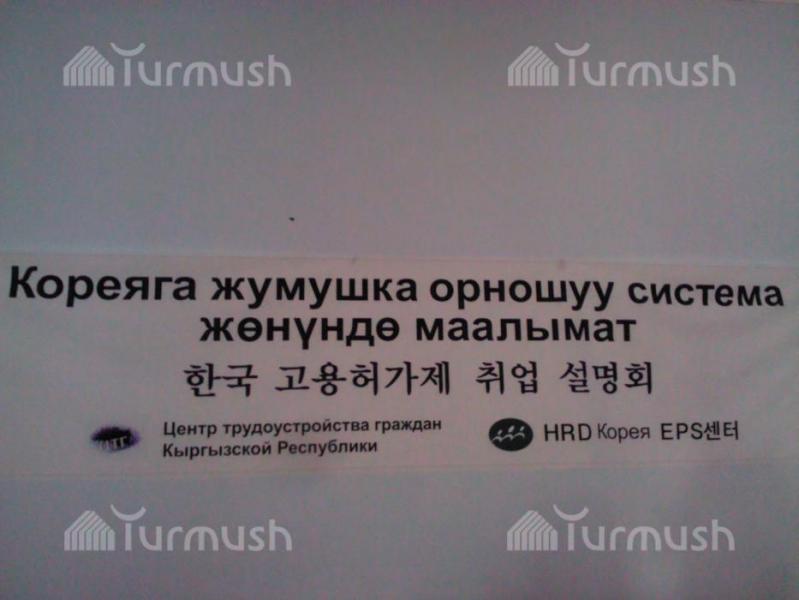 Turmush Turmush
Кореяга жумушка орношуу система
жөнүндө маалымат
한국 고용허가제 취업 설명회
Центр трудоустройства граждан
Кыргызской Республики
HRD Корея EPS센터
Turmush Turmush